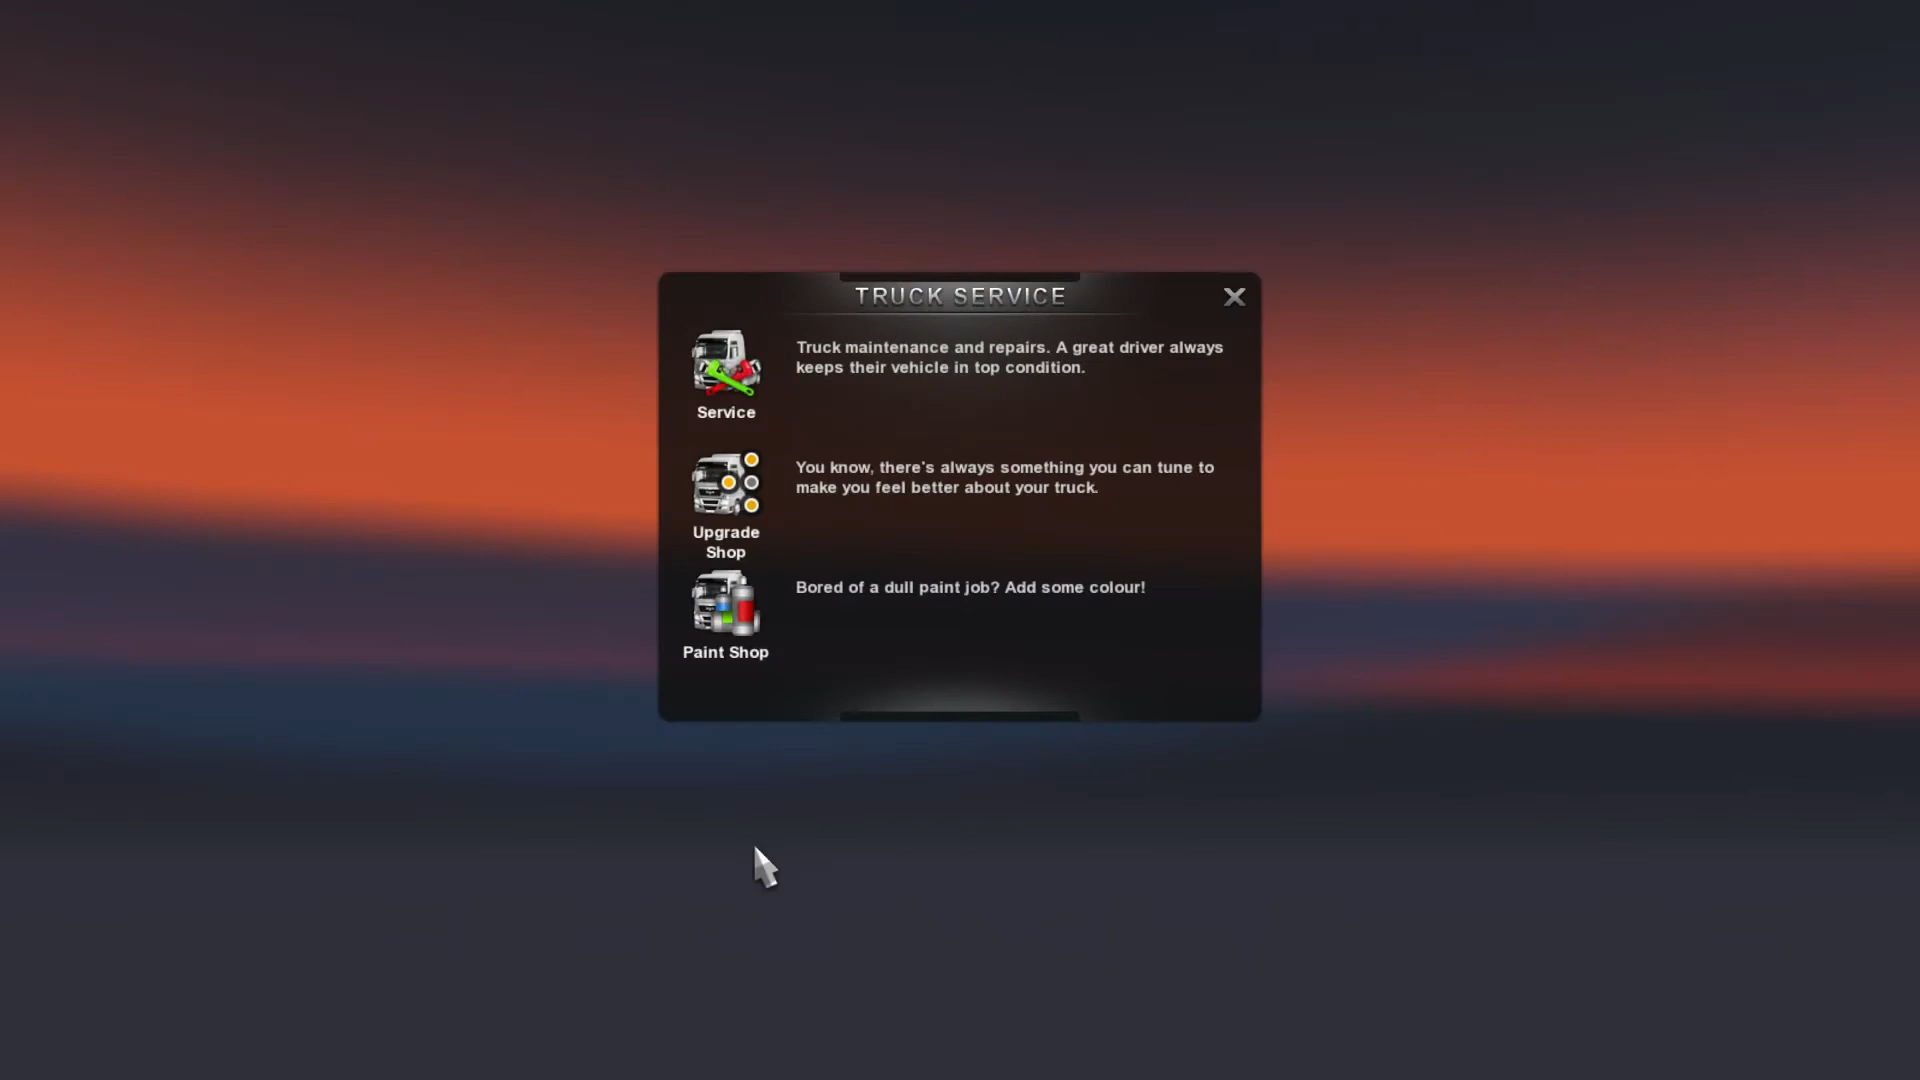 TRUCK SERVICE
Truck maintenance and repairs. A great driver always
keeps their vehicle in top condition.
Service
You know, there's always something you can tune to
make you feel better about your truck.
Upgrade
Shop
Bored of a dull paint job? Add some colour!
Paint Shop